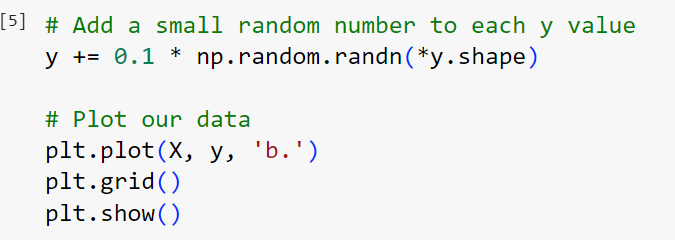 [5] # Add a small random number to each y value
y += 0.1 * np.random.randn(*y.shape)
# Plot our data
plt.plot(X, y, 'b.')
plt.grid()
plt.show()